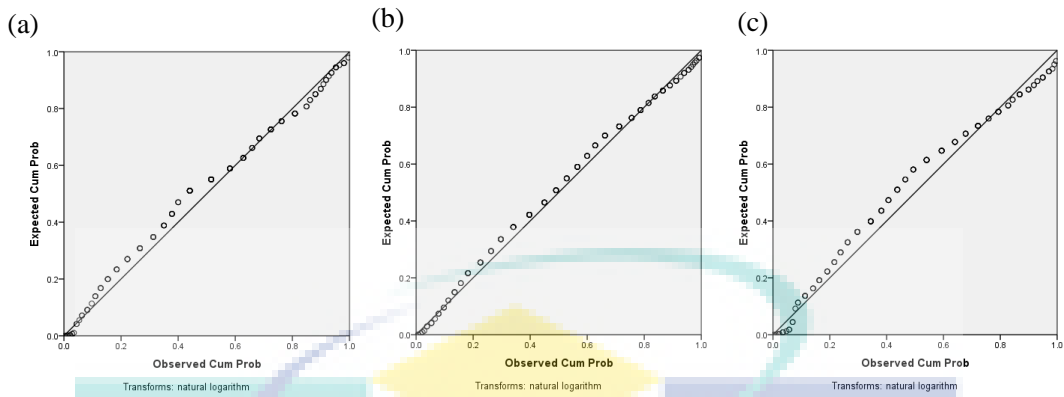 (a)
(b)
(c)
1.0
0.8
0.6
0.4
0.2
0.0
Expected Cum Prob
0.0 0.2 0.4 0.6 0.8 1.0
Observed Cum Prob
Transforms: natural logarithm
1.0
0.8
0.6
0.4
0.2
0.0
Expected Cum Prob
0.0 0.2 0.4 0.6 0.8 1.0
Observed Cum Prob
Transforms: natural logarithm
1.0
0.8
0.6
0.4
0.2
0.0
Expected Cum Prob
0.0 0.2 0.4 0.6 0.8 1.0
Observed Cum Prob
Transforms: natural logarithm